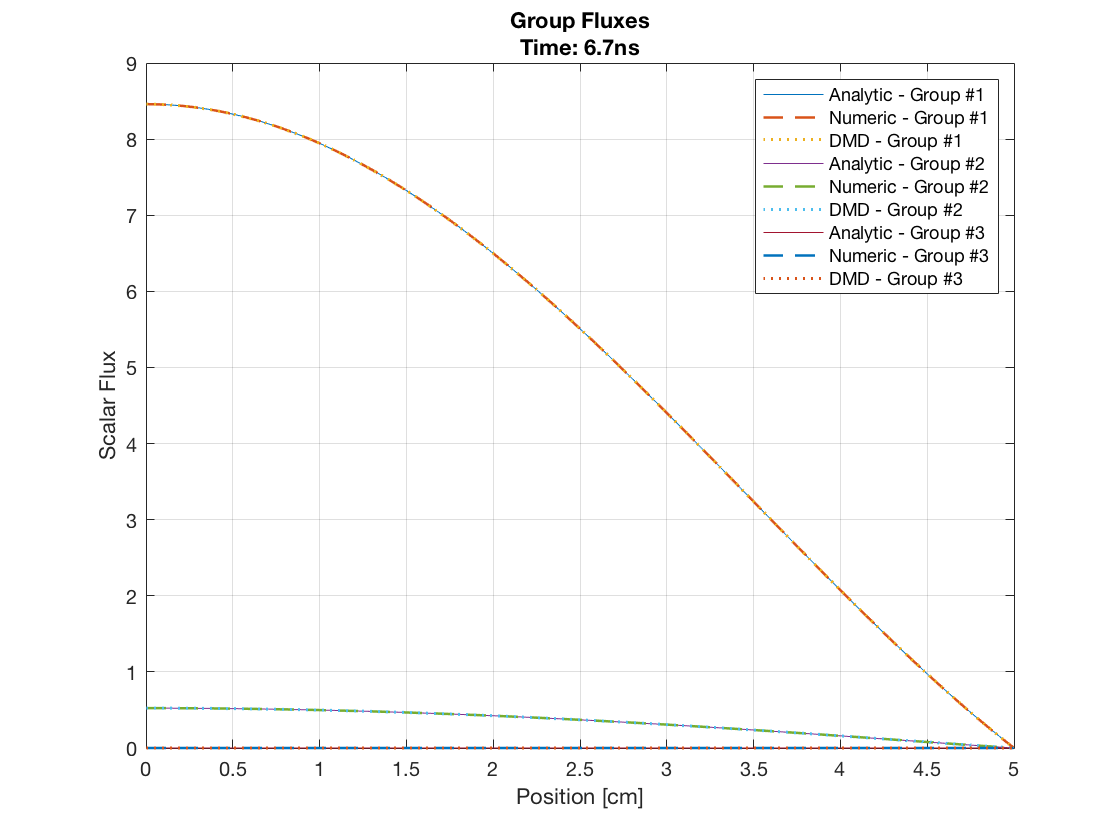 Group Fluxes
Time: 6.7ns
9
8
7
6
5
4
3
2
1
0
Scalar Flux
Analytic - Group #1
Numeric - Group #1
DMD - Group #1
Analytic - Group #2
Numeric - Group #2
DMD - Group #2
Analytic - Group #3
Numeric - Group #3
DMD - Group #3
0 0.5 1 1.5 2 2.5 3 3.5 4 4.5 5
Position [cm]